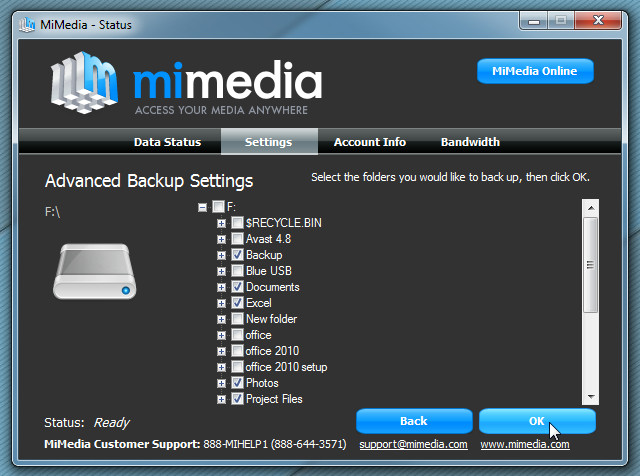 MiMedia - Status
mimedia
ACCESS YOUR MEDIA ANYWHERE
MiMedia Online
Data Status Settings Account Info Bandwidth
Advanced Backup Settings
Select the folders you would like to back up, then click OK.
F:\
F:
$RECYCLE.BIN
Avast 4.8
Backup
Blue USB
Documents
Excel
New folder
office
office 2010
office 2010 setup
Photos
Project Files
Status: Ready
Back
OK
MiMedia Customer Support: 888-MIHELP1 (888-644-3571) support@mimedia.com www.mimedia.com